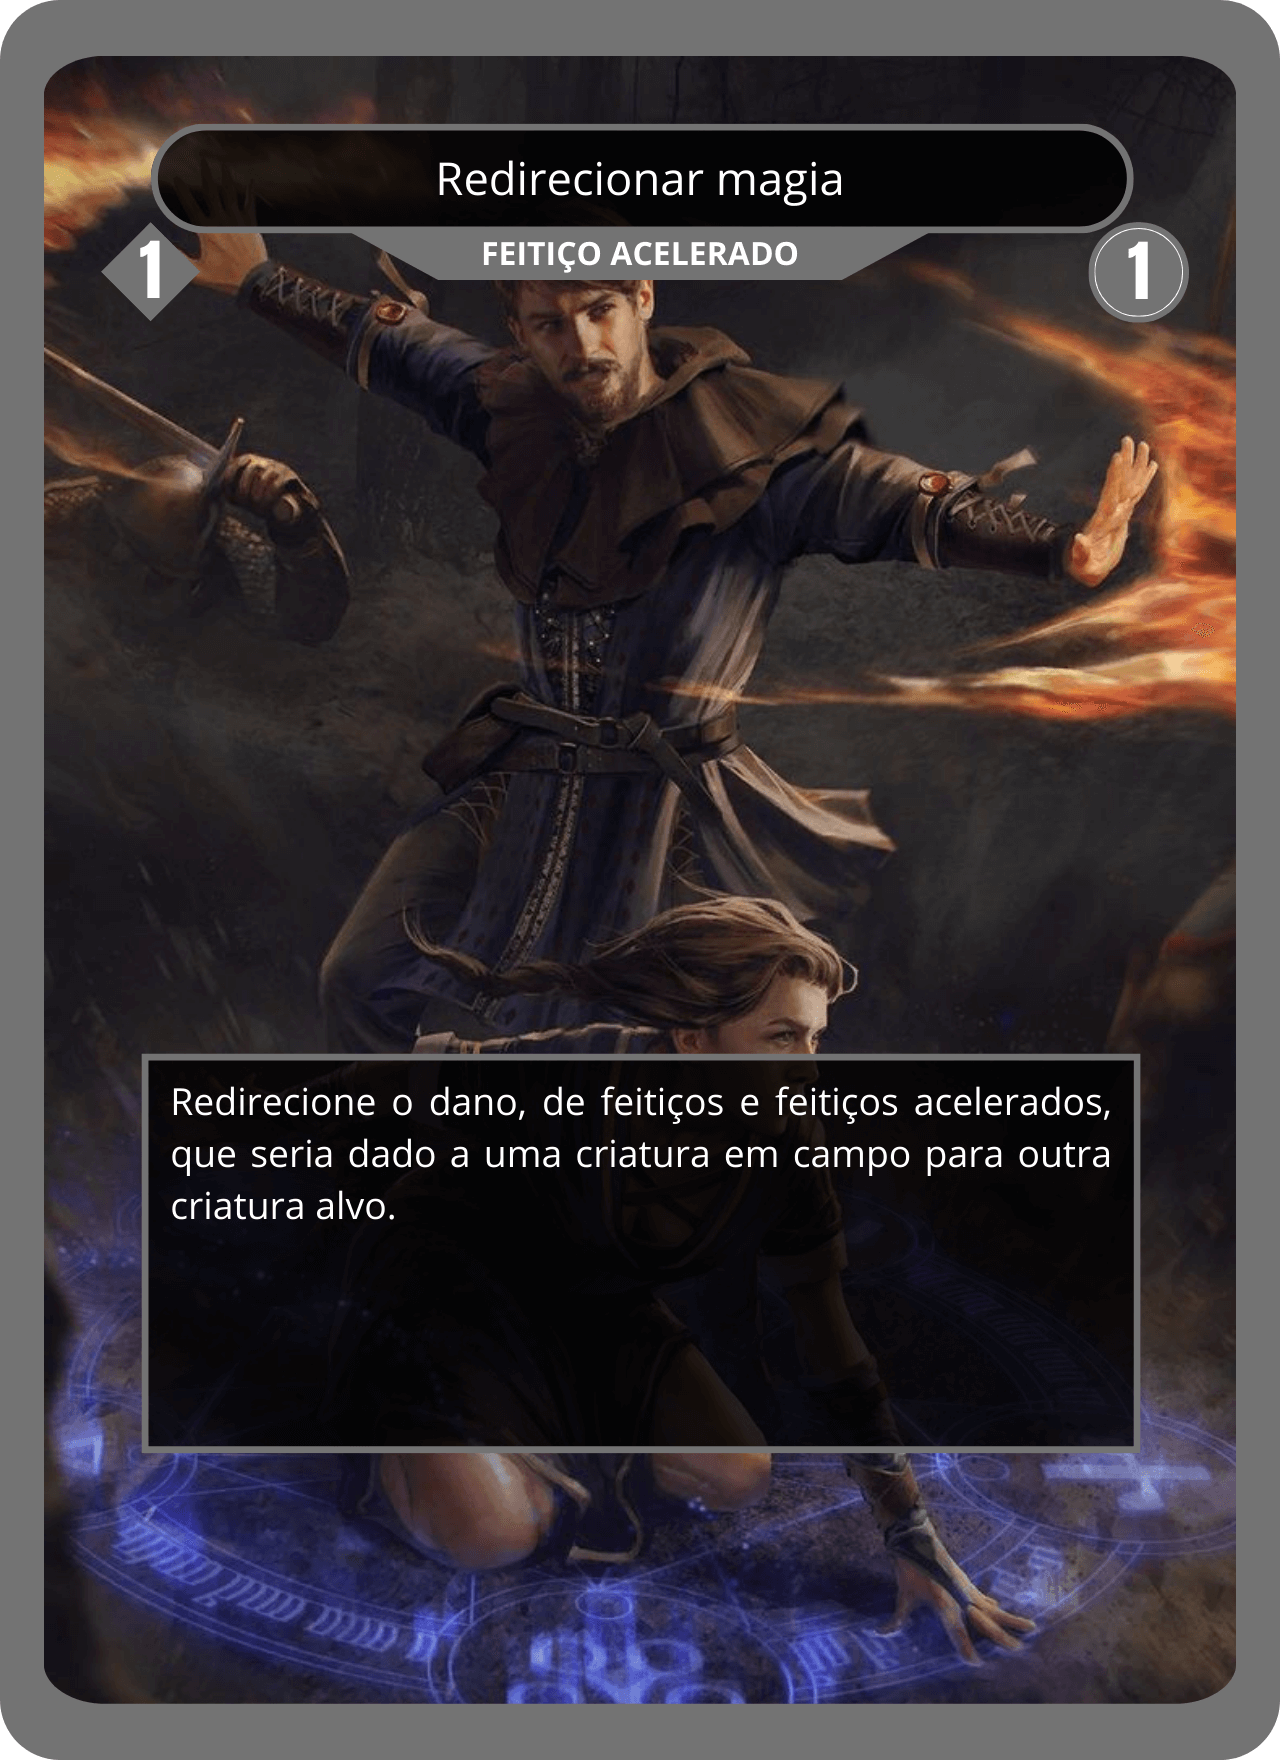 Redirecionar magia
FEITIÇO ACELERADO
1
1
Redirecione o dano, de feitiços e feitiços acelerados,
que seria dado a uma criatura em campo para outra
criatura alvo.